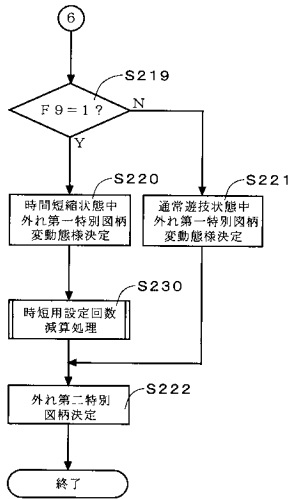 6
S219
F9=1?
N
Y
S220
時間短縮状態中
外れ第一特別図柄
変動態様決定
S221
通常遊技状態中
外れ第一特別図柄
変動態様決定
S230
時短用設定回数
減算処理
S222
外れ第二特別
図柄決定
終了